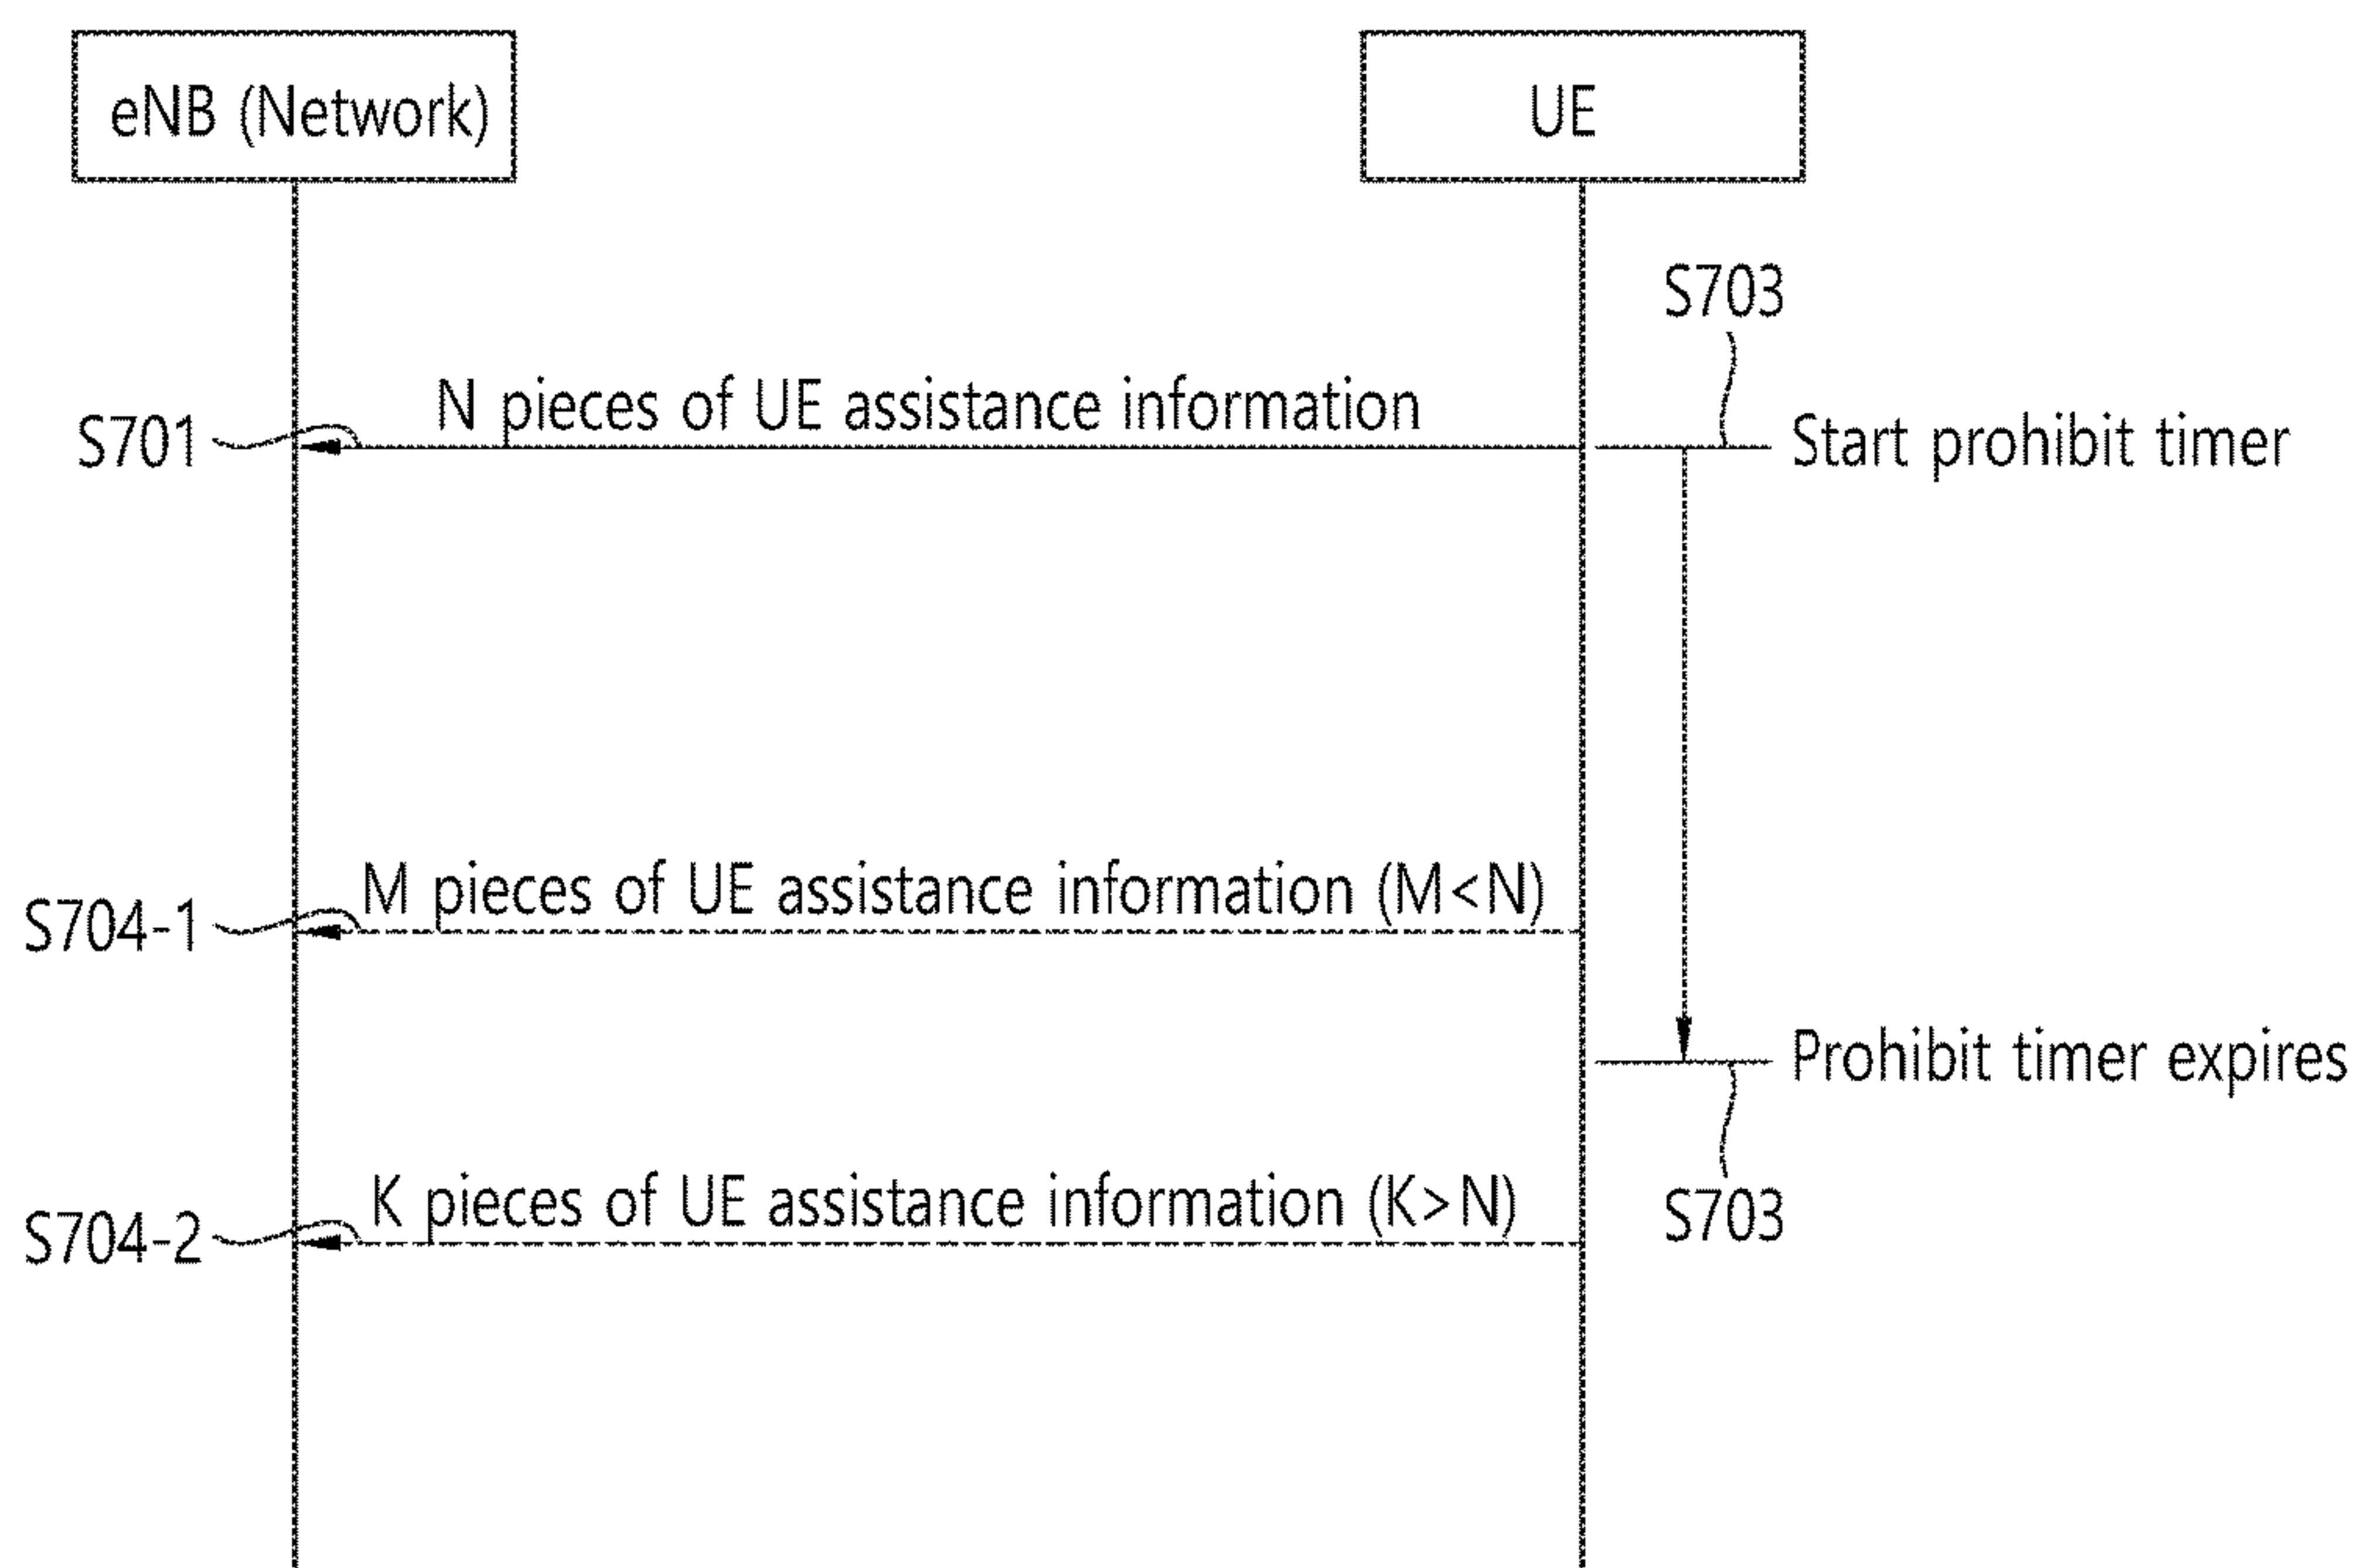 eNB (Network)
UE
S703
N pieces of UE assistance information
S701
Start prohibit timer
M pieces of UE assistance information (M<N)
S704-1
Prohibit timer expires
K pieces of UE assistance information (K>N)
S704-2
S703